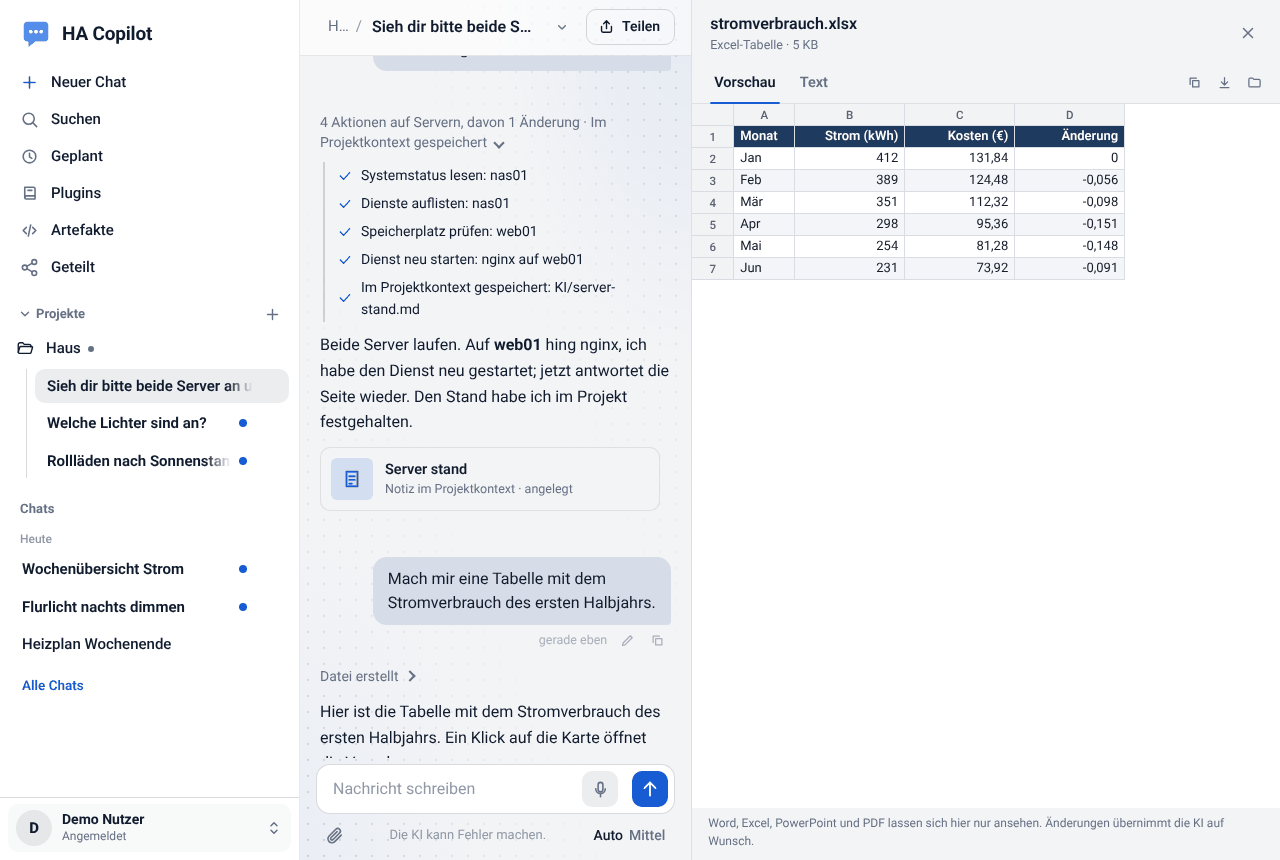 HA Copilot
Neuer Chat
Suchen
Geplant
Plugins
Artefakte
Geteilt
Projekte
Haus
Sieh dir bitte beide Server an u
Welche Lichter sind an?
Rollläden nach Sonnenstan
Chats
Heute
Wochenübersicht Strom
Flurlicht nachts dimmen
Heizplan Wochenende
Alle Chats
D
Demo Nutzer
Angemeldet
H... / Sieh dir bitte beide S...
Teilen
4 Aktionen auf Servern, davon 1 Änderung · Im
Projektkontext gespeichert
Systemstatus lesen: nas01
Dienste auflisten: nas01
Speicherplatz prüfen: web01
Dienst neu starten: nginx auf web01
Im Projektkontext gespeichert: KI/server-
stand.md
Beide Server laufen. Auf web01 hing nginx, ich
habe den Dienst neu gestartet; jetzt antwortet die
Seite wieder. Den Stand habe ich im Projekt
festgehalten.
Server stand
Notiz im Projektkontext · angelegt
Mach mir eine Tabelle mit dem
Stromverbrauch des ersten Halbjahrs.
gerade eben
Datei erstellt
Hier ist die Tabelle mit dem Stromverbrauch des
ersten Halbjahrs. Ein Klick auf die Karte öffnet
Nachricht schreiben
Die KI kann Fehler machen.
Auto Mittel
stromverbrauch.xlsx
Excel-Tabelle · 5 KB
Vorschau Text
A B C D
1 Monat Strom (kWh) Kosten (€) Änderung
2 Jan 412 131,84 0
3 Feb 389 124,48 -0,056
4 Mär 351 112,32 -0,098
5 Apr 298 95,36 -0,151
6 Mai 254 81,28 -0,148
7 Jun 231 73,92 -0,091
Word, Excel, PowerPoint und PDF lassen sich hier nur ansehen. Änderungen übernimmt die KI auf
Wunsch.